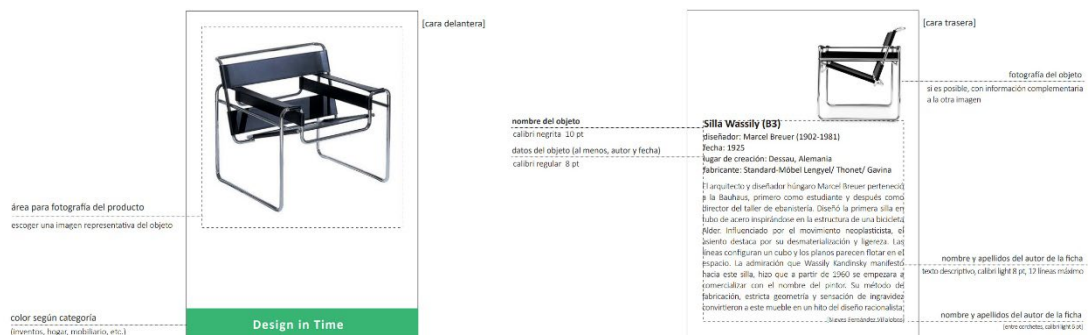 [cara delantera]
área para fotografía del producto
escoger una imagen representativa del objeto
color según categoría
(inventos, hogar, mobiliario, etc.)
Design in Time
[cara trasera]
fotografía del objeto
si es posible, con información complementaria
a la otra imagen
nombre del objeto
calibri negrita 10 pt
datos del objeto (al menos, autor y fecha)
calibri regular 8 pt
Silla Wassily (B3)
diseñador: Marcel Breuer (1902-1981)
fecha: 1925
lugar de creación: Dessau, Alemania
fabricante: Standard-Möbel Lengyel/ Thonet/ Gavina
El arquitecto y diseñador húngaro Marcel Breuer perteneció
a la Bauhaus, primero como estudiante y después como
director del taller de ebanistería. Diseñó la primera silla en
tubo de acero inspirándose en la estructura de una bicicleta
Alder. Influenciado por el movimiento neoplasticista, el
asiento destaca por su desmaterialización y ligereza. Las
líneas configuran un cubo y los planos parecen flotar en el
espacio. La admiración que Wassily Kandinsky manifestó
hacia este silla, hizo que a partir de 1960 se empezara a
comercializar con el nombre del pintor. Su método de
fabricación, estricta geometría y sensación de ingravidez
convirtieron a este mueble en un hito del diseño racionalista.
[Nieves Fernández Villalobos]
nombre y apellidos del autor de la ficha
texto descriptivo, calibri light 8 pt, 12 líneas máximo
nombre y apellidos del autor de la ficha
[entre corchetes, calibri light 6 pt]